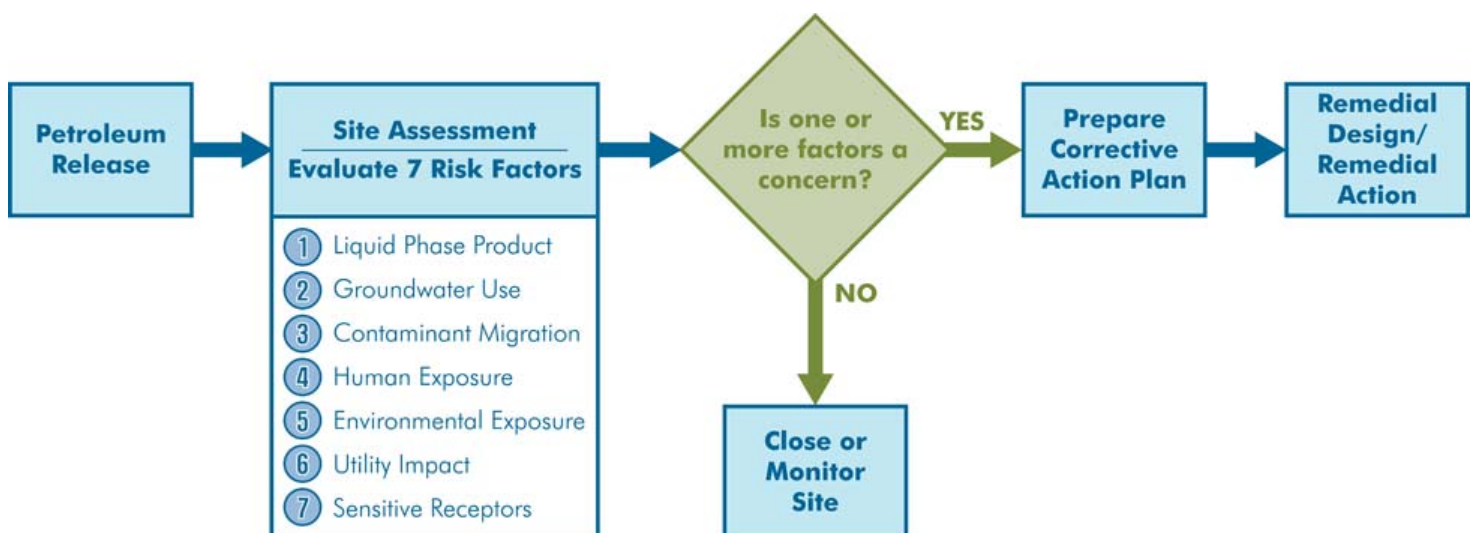 Petroleum
Release
Site Assessment
Evaluate 7 Risk Factors
1 Liquid Phase Product
2 Groundwater Use
3 Contaminant Migration
4 Human Exposure
5 Environmental Exposure
6 Utility Impact
7 Sensitive Receptors
Is one or
more factors a
concern?
YES
NO
Close or
Monitor
Site
Prepare
Corrective
Action Plan
Remedial
Design/
Remedial
Action